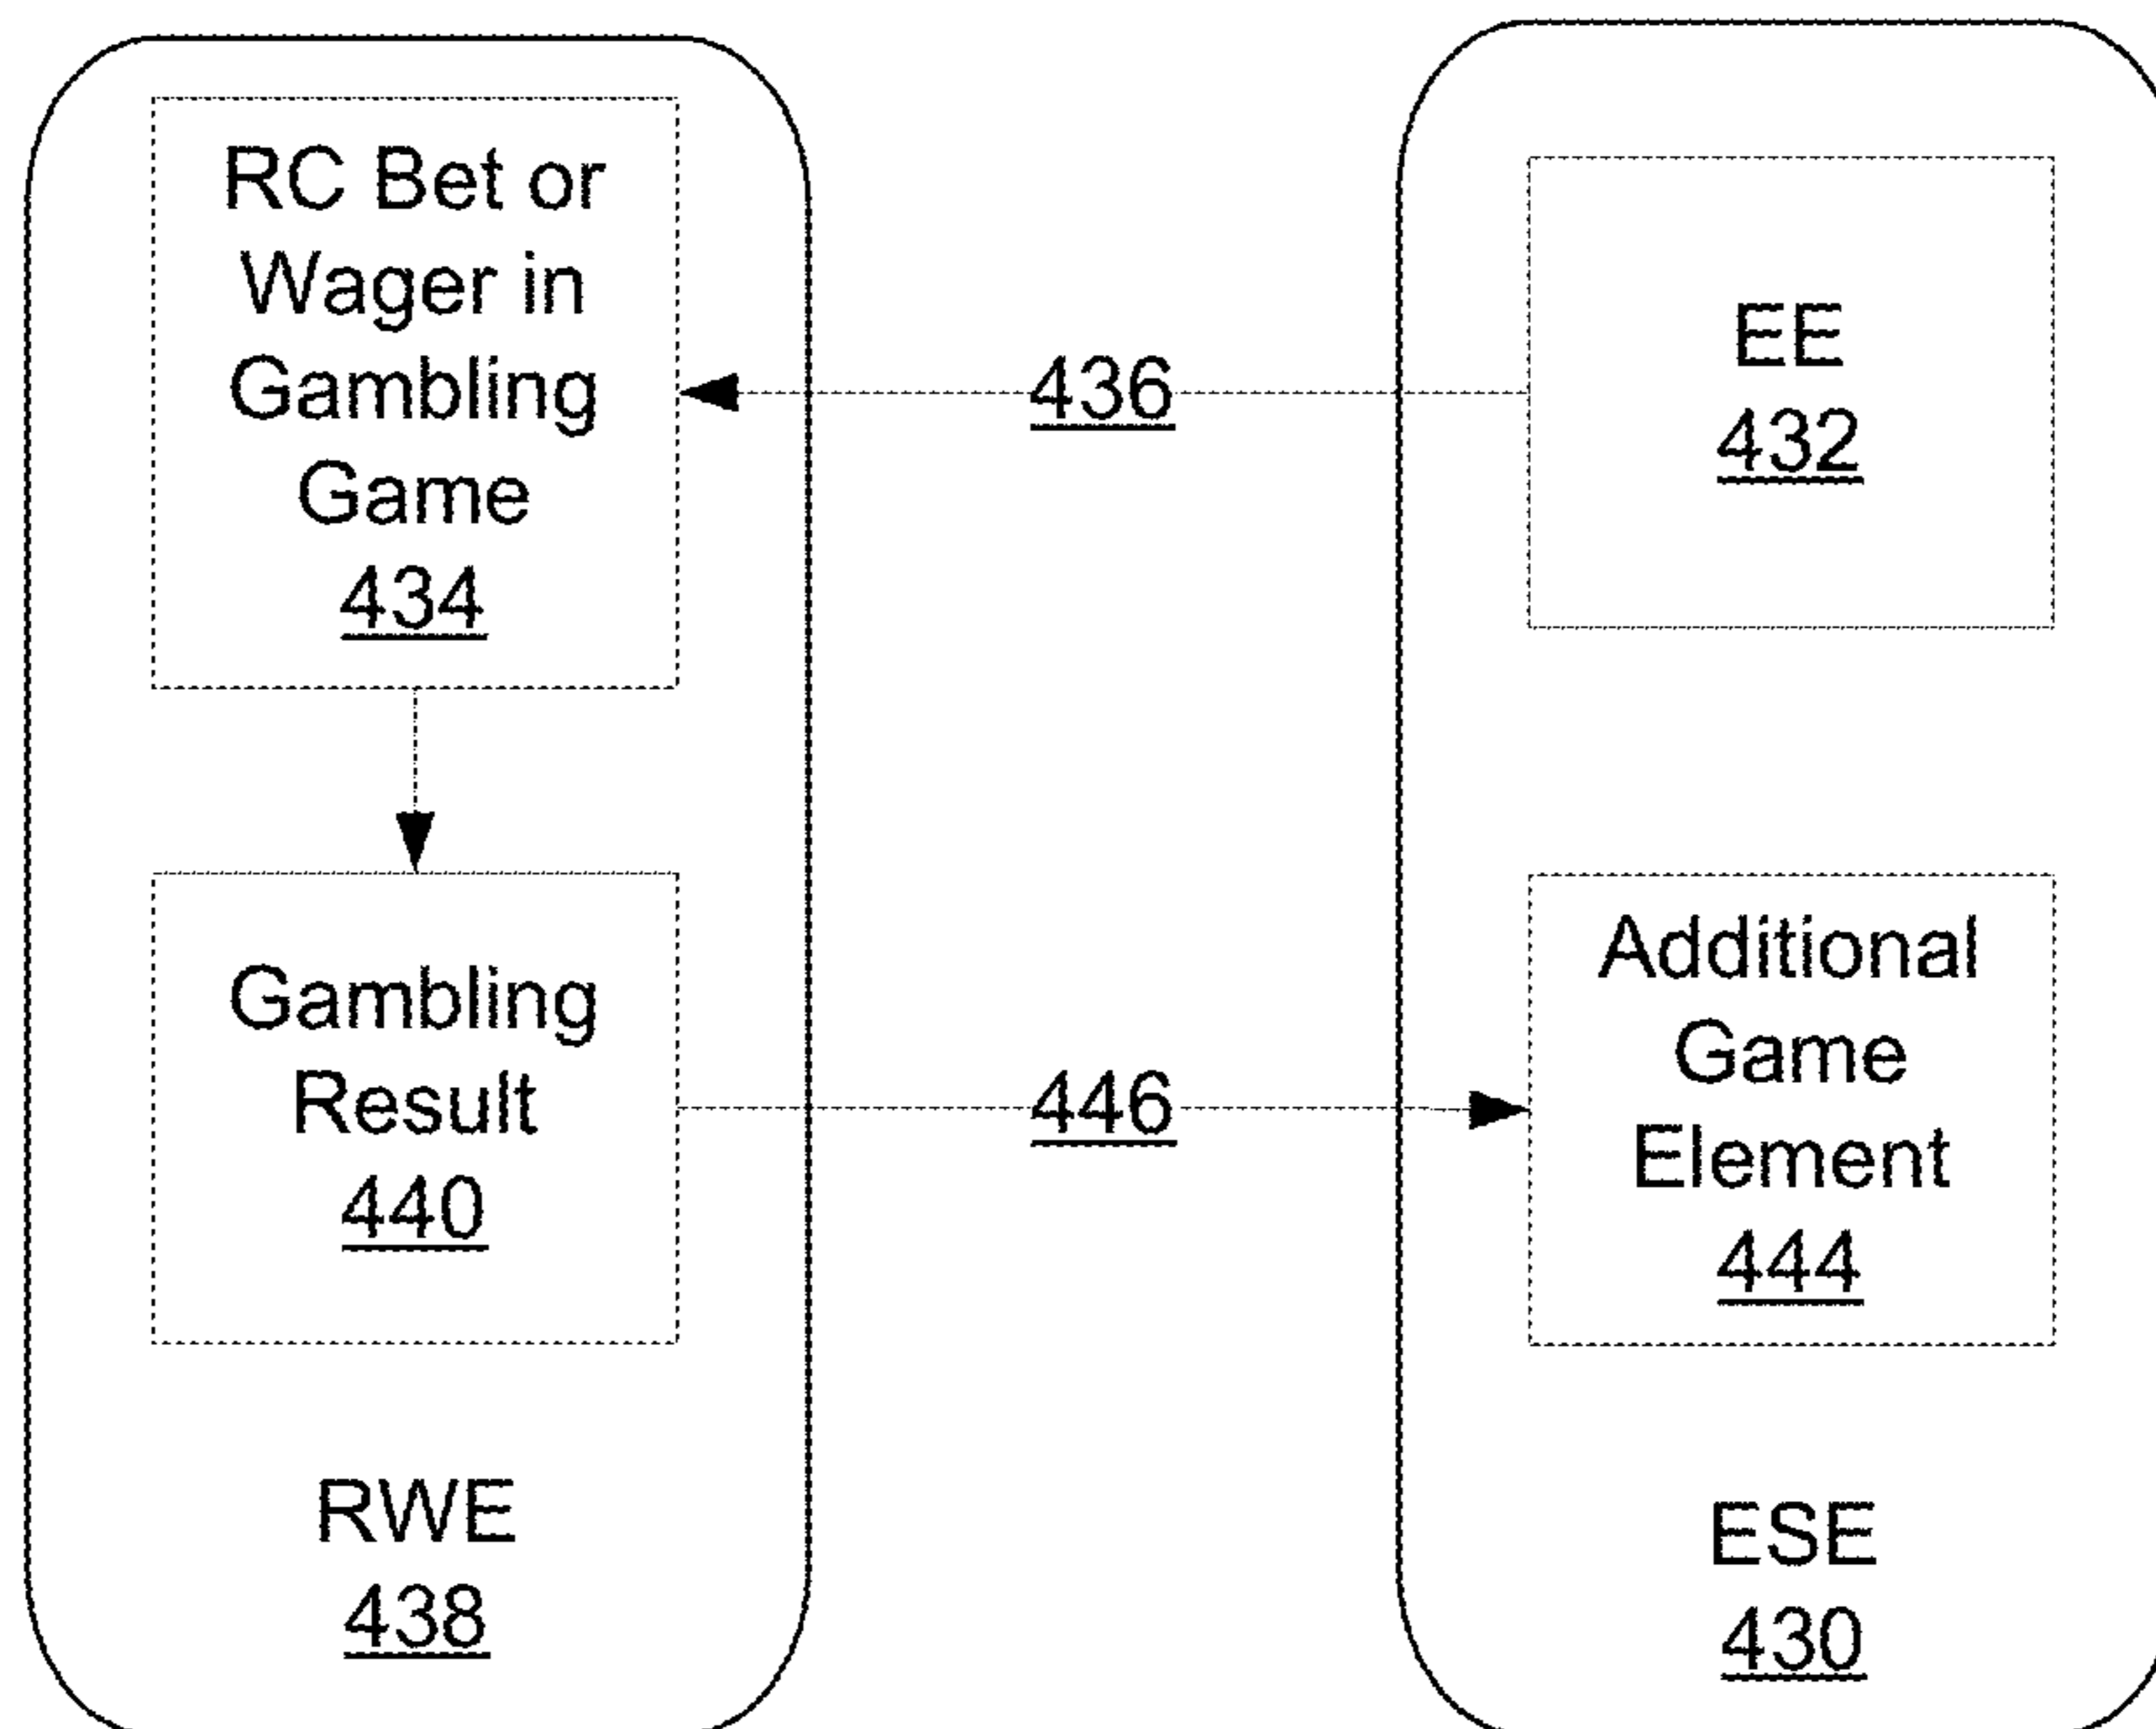 RC Bet or
Wager in
Gambling
Game
434
436
EE
432
Gambling
Result
440
446
Additional
Game
Element
444
RWE
438
ESE
430